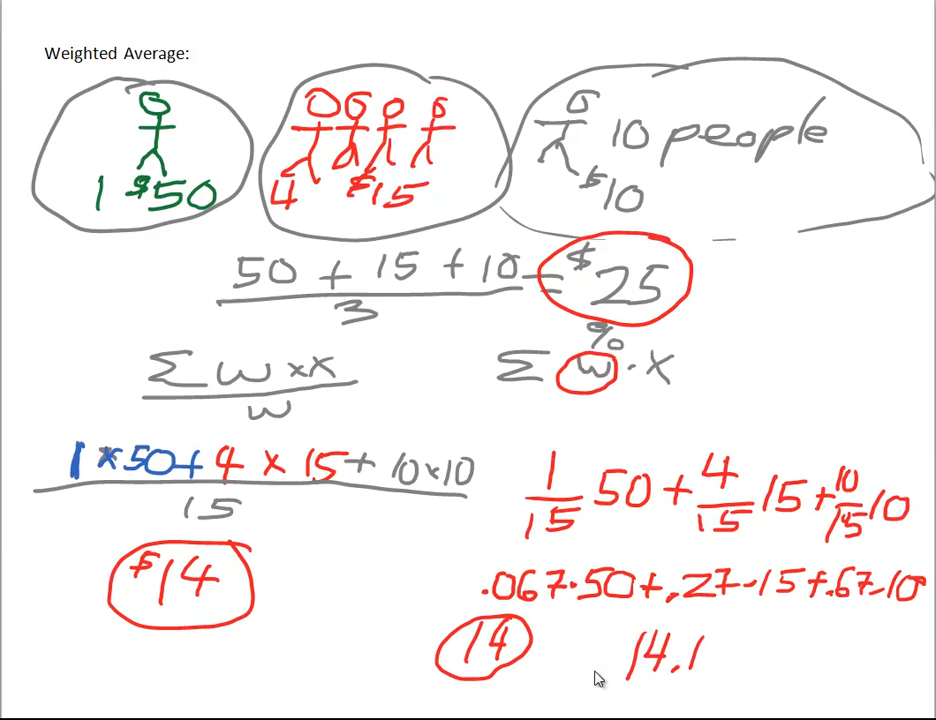 Weighted Average:
1 $50
4 $15
10 people
$10
50 + 15 + 10 = $25
3
%
Σ w × x
w
Σ w · x
1 × 50 + 4 × 15 + 10 × 10
15
1/15 50 + 4/15 15 + 10/15 10
$14
.067·50+.27·15+.67·10
14
14.1